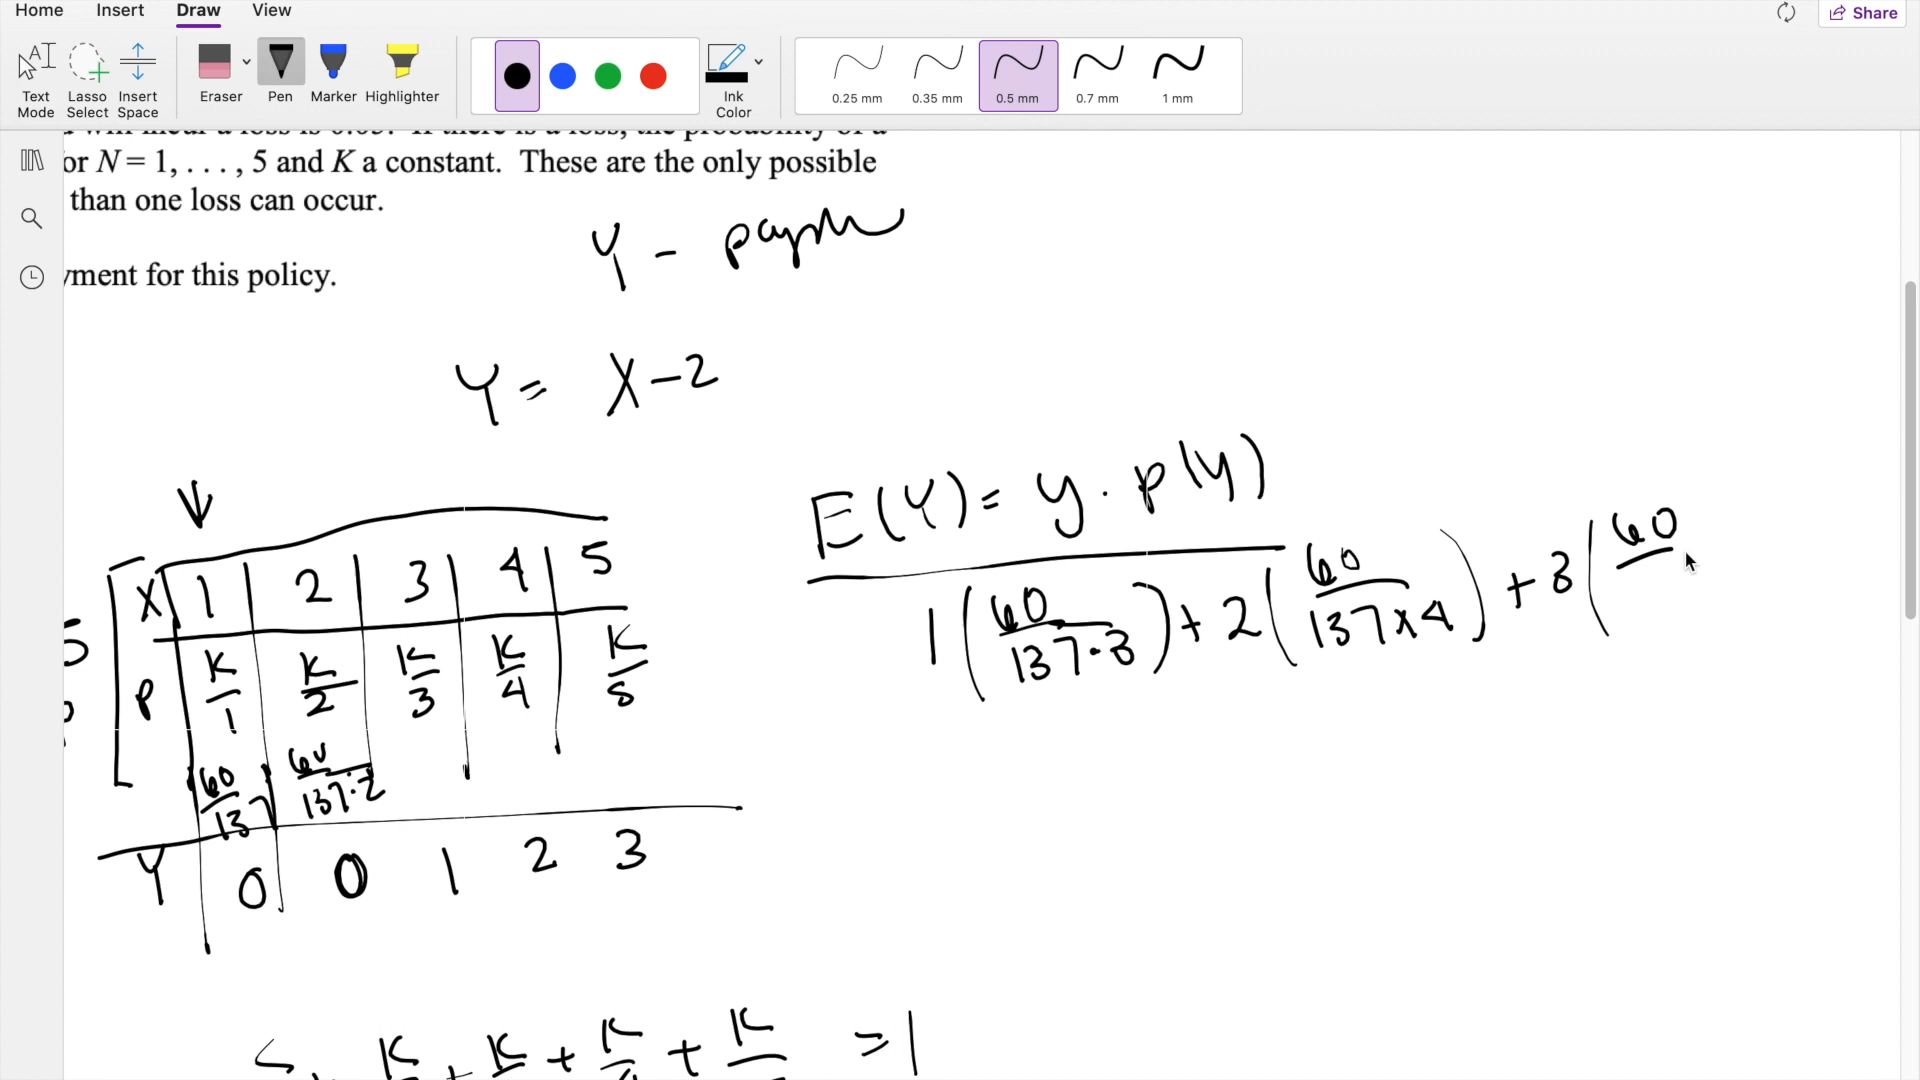 Home Insert Draw View
Share
Text Mode
Lasso Select
Insert Space
Eraser
Pen
Marker
Highlighter
Ink Color
0.25 mm
0.35 mm
0.5 mm
0.7 mm
1 mm
or N = 1, . . . , 5 and K a constant. These are the only possible
than one loss can occur.
yment for this policy.
Y -
Y = X - 2
E(Y) = y · p(y)
1 (60/137·3) + 2 (60/137×4) + 3 (60
X 1 2 3 4 5
P K/1 K/2 K/3 K/4 K/5
60/137 60/137·2
Y 0 0 1 2 3
K + K + K + K = 1